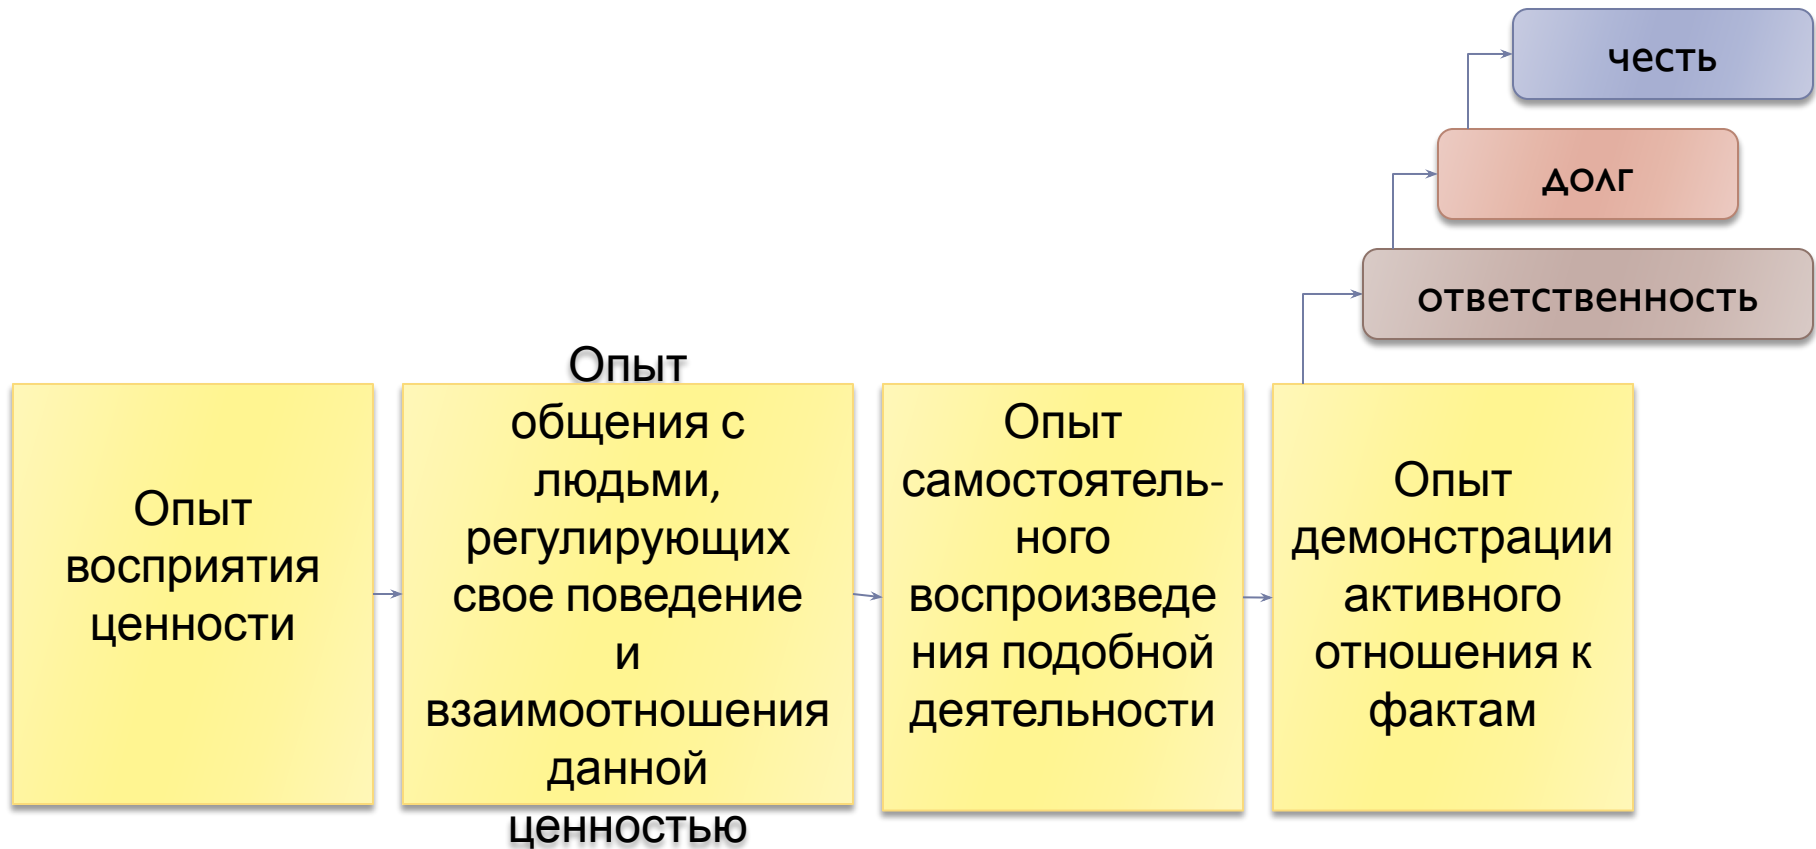 честь
долг
ответственность
Опыт
восприятия
ценности
Опыт
общения с
людьми,
регулирующих
свое поведение
и
взаимоотношения
данной
ценностью
Опыт
самостоятель-
ного
воспроизведе
ния подобной
деятельности
Опыт
демонстрации
активного
отношения к
фактам